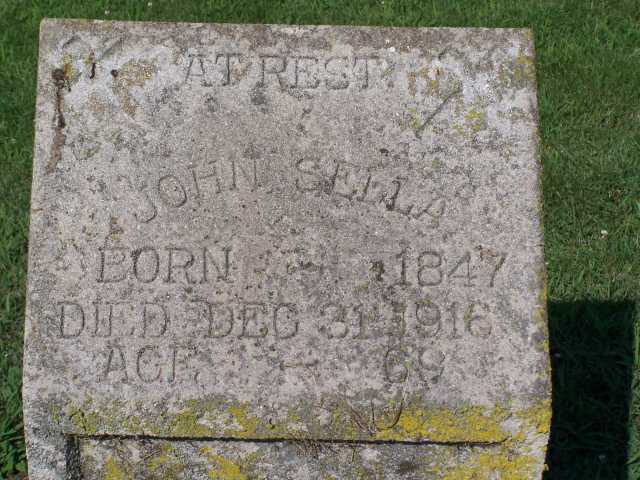 AT REST
JOHN SELLA
BORN 1847
DIED DEC 31 1916
AGE - 69